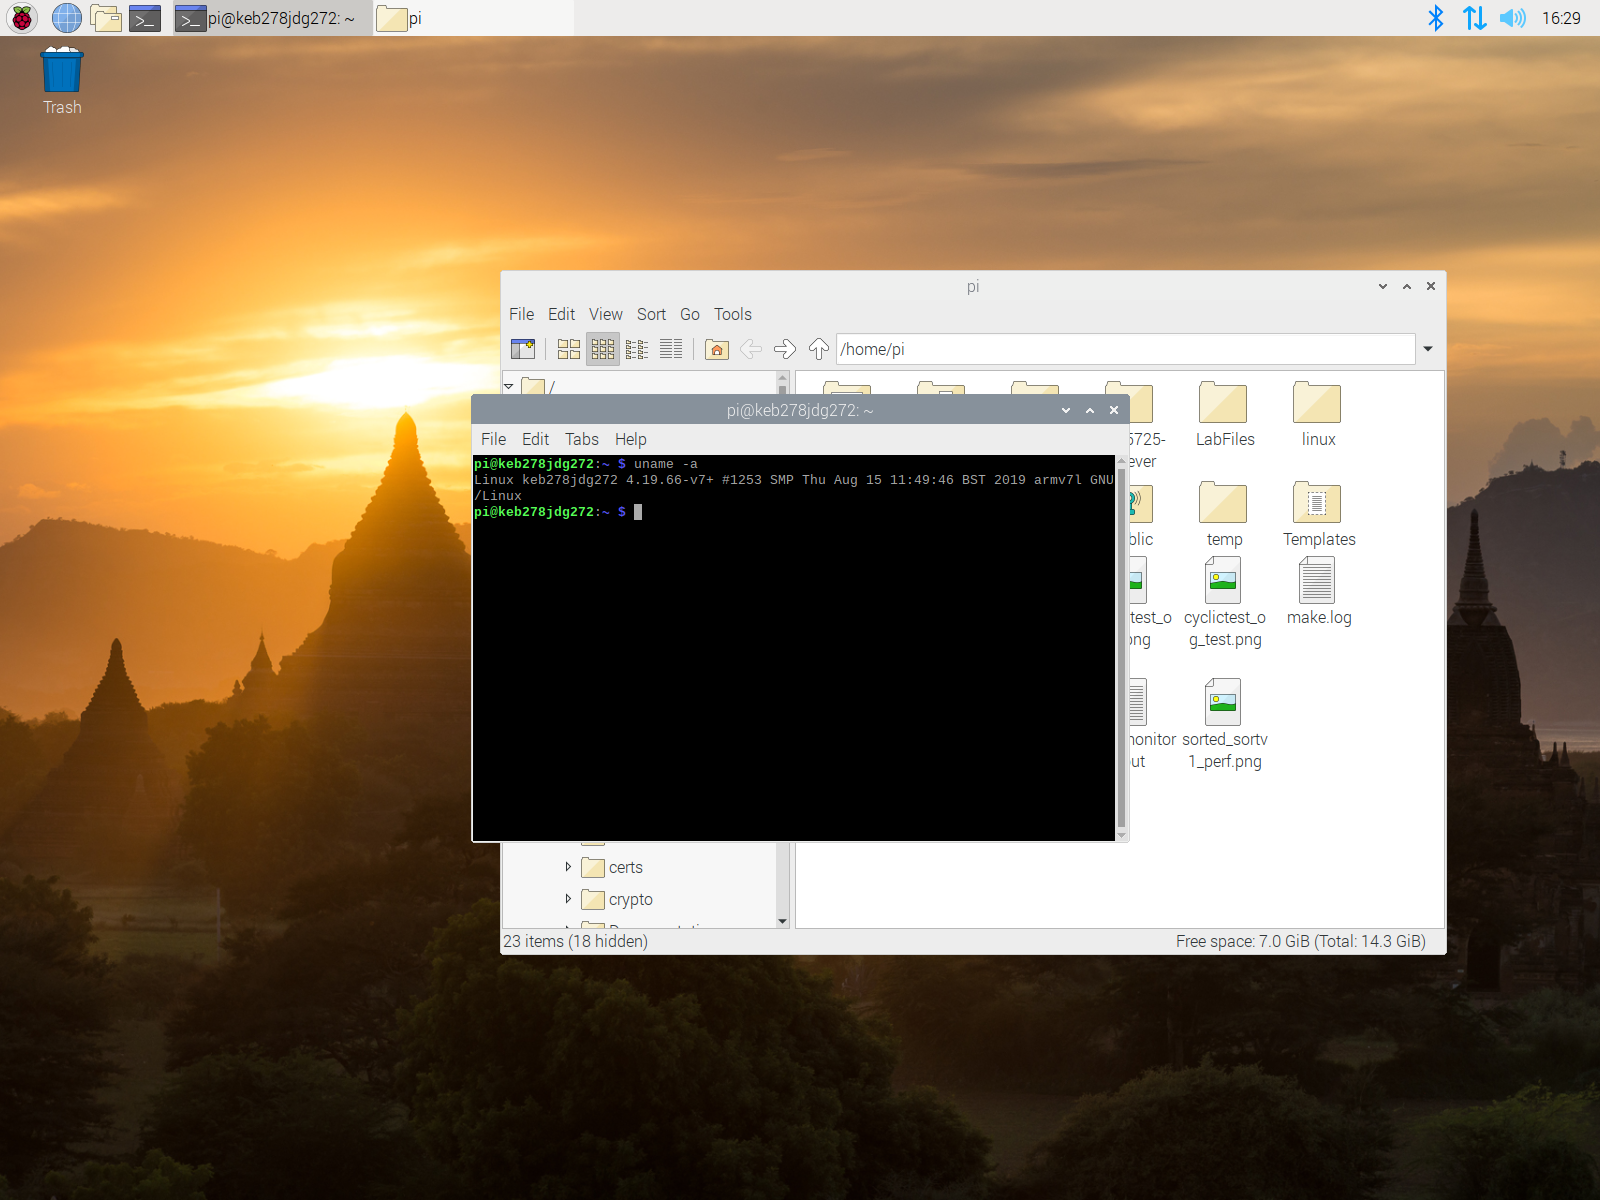 pi@keb278jdg272: ~
pi
16:29
Trash
pi
File Edit View Sort Go Tools
/home/pi
/
5725-
ever
LabFiles
linux
pi@keb278jdg272: ~
File Edit Tabs Help
pi@keb278jdg272:~ $ uname -a
Linux keb278jdg272 4.19.66-v7+ #1253 SMP Thu Aug 15 11:49:46 BST 2019 armv7l GNU
/Linux
pi@keb278jdg272:~ $
blic
temp
Templates
test_o
png
cyclictest_o
g_test.png
make.log
monitor
out
sorted_sortv
1_perf.png
certs
crypto
23 items (18 hidden)
Free space: 7.0 GiB (Total: 14.3 GiB)